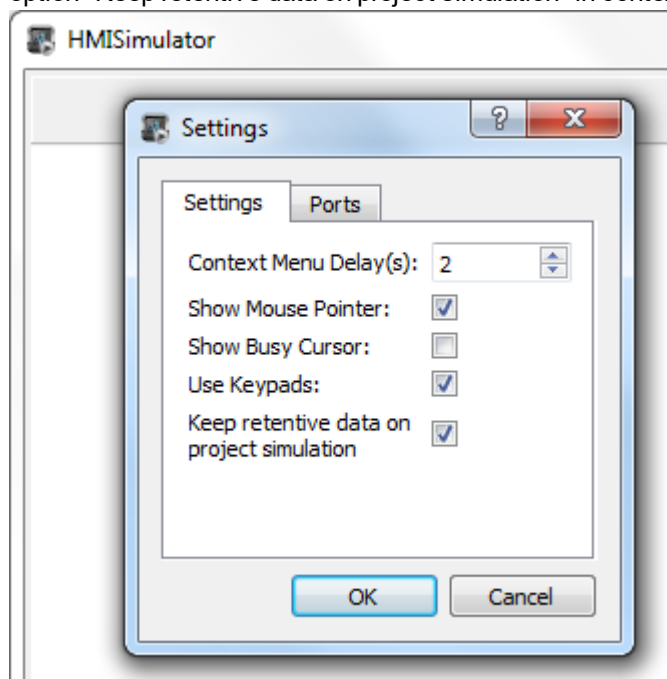 option "Keep retentive data on project simulation" in
HMISimulator
Settings
Settings Ports
Context Menu Delay(s): 2
Show Mouse Pointer:
Show Busy Cursor:
Use Keypads:
Keep retentive data on
project simulation
OK Cancel